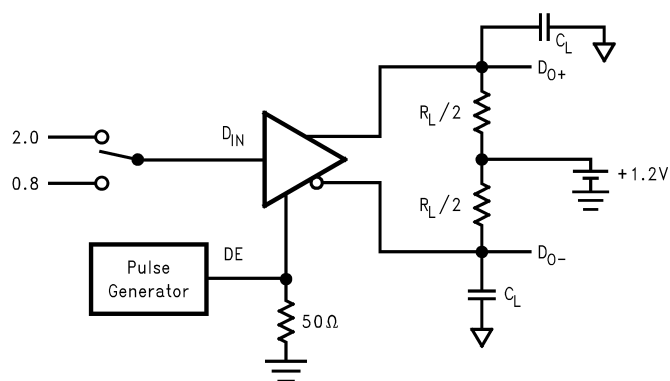 C_L
D_O+
R_L/2
2.0
D_IN
0.8
+1.2V
R_L/2
DE
D_O−
Pulse
Generator
C_L
50Ω